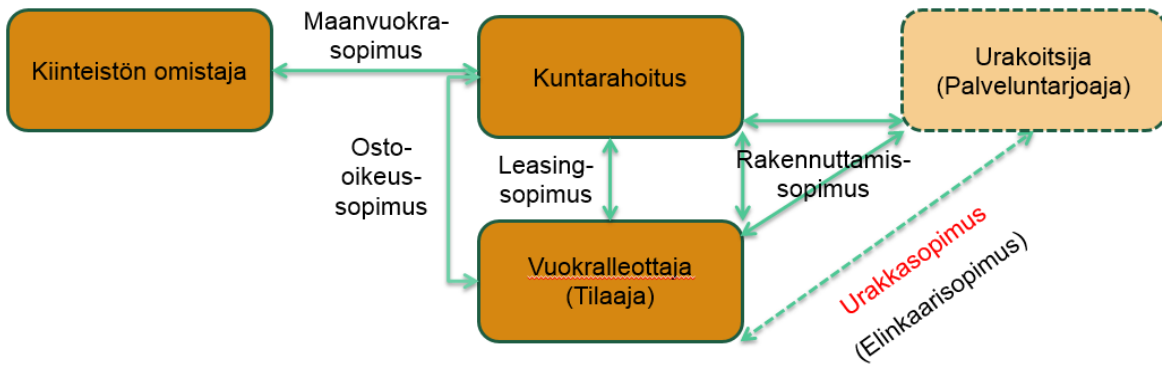 Maanvuokra-
sopimus
Kiinteistön omistaja
Kuntarahoitus
Urakoitsija
(Palveluntarjoaja)
Osto-
oikeus-
sopimus
Leasing-
sopimus
Rakennuttamis-
sopimus
Vuokralleottaja
(Tilaaja)
Urakkasopimus
(Elinkaarisopimus)